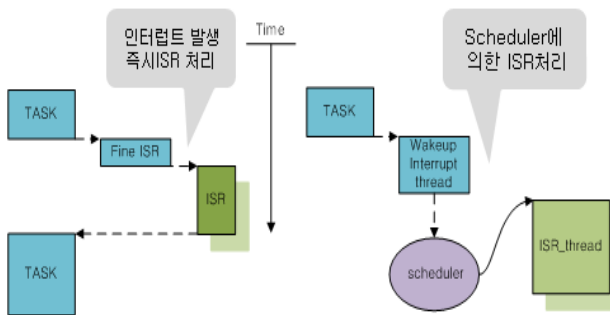 인터럽트 발생
즉시ISR 처리
Time
Scheduler에
의한 ISR처리
TASK
Fine ISR
ISR
TASK
TASK
Wakeup
Interrupt
thread
scheduler
ISR_thread